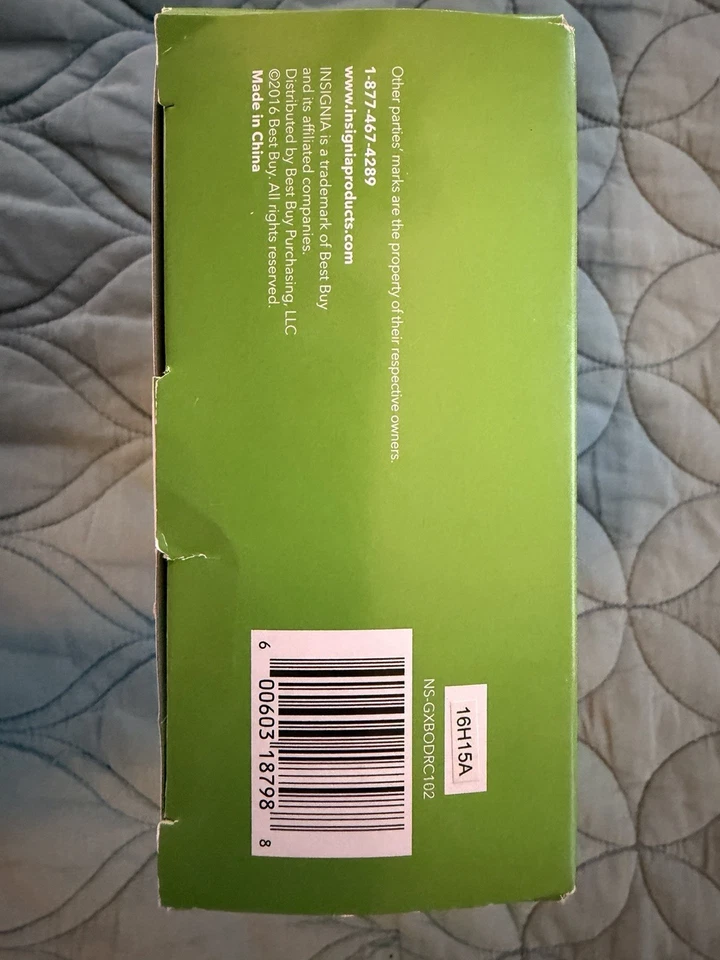 Other parties' marks are the property of their respective owners.
1-877-467-4289
www.insigniaproducts.com
INSIGNIA is a trademark of Best Buy
and its affiliated companies.
Distributed by Best Buy Purchasing, LLC
©2016 Best Buy. All rights reserved.
Made in China
16H15A
NS-GXBODRC102
6 00603 18798 8